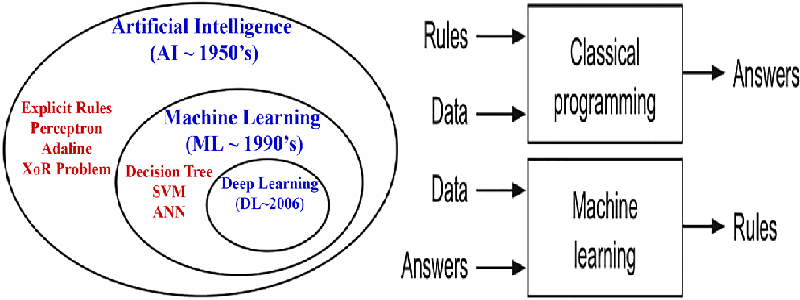 Artificial Intelligence
(AI ~ 1950's)
Explicit Rules
Perceptron
Adaline
XoR Problem
Machine Learning
(ML ~ 1990's)
Decision Tree
SVM
ANN
Deep Learning
(DL~2006)
Rules
Data
Classical
programming
Answers
Data
Answers
Machine
learning
Rules